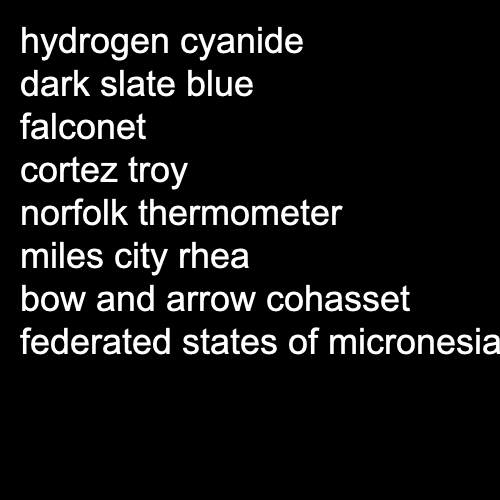 hydrogen cyanide
dark slate blue
falconet
cortez troy
norfolk thermometer
miles city rhea
bow and arrow cohasset
federated states of micronesia